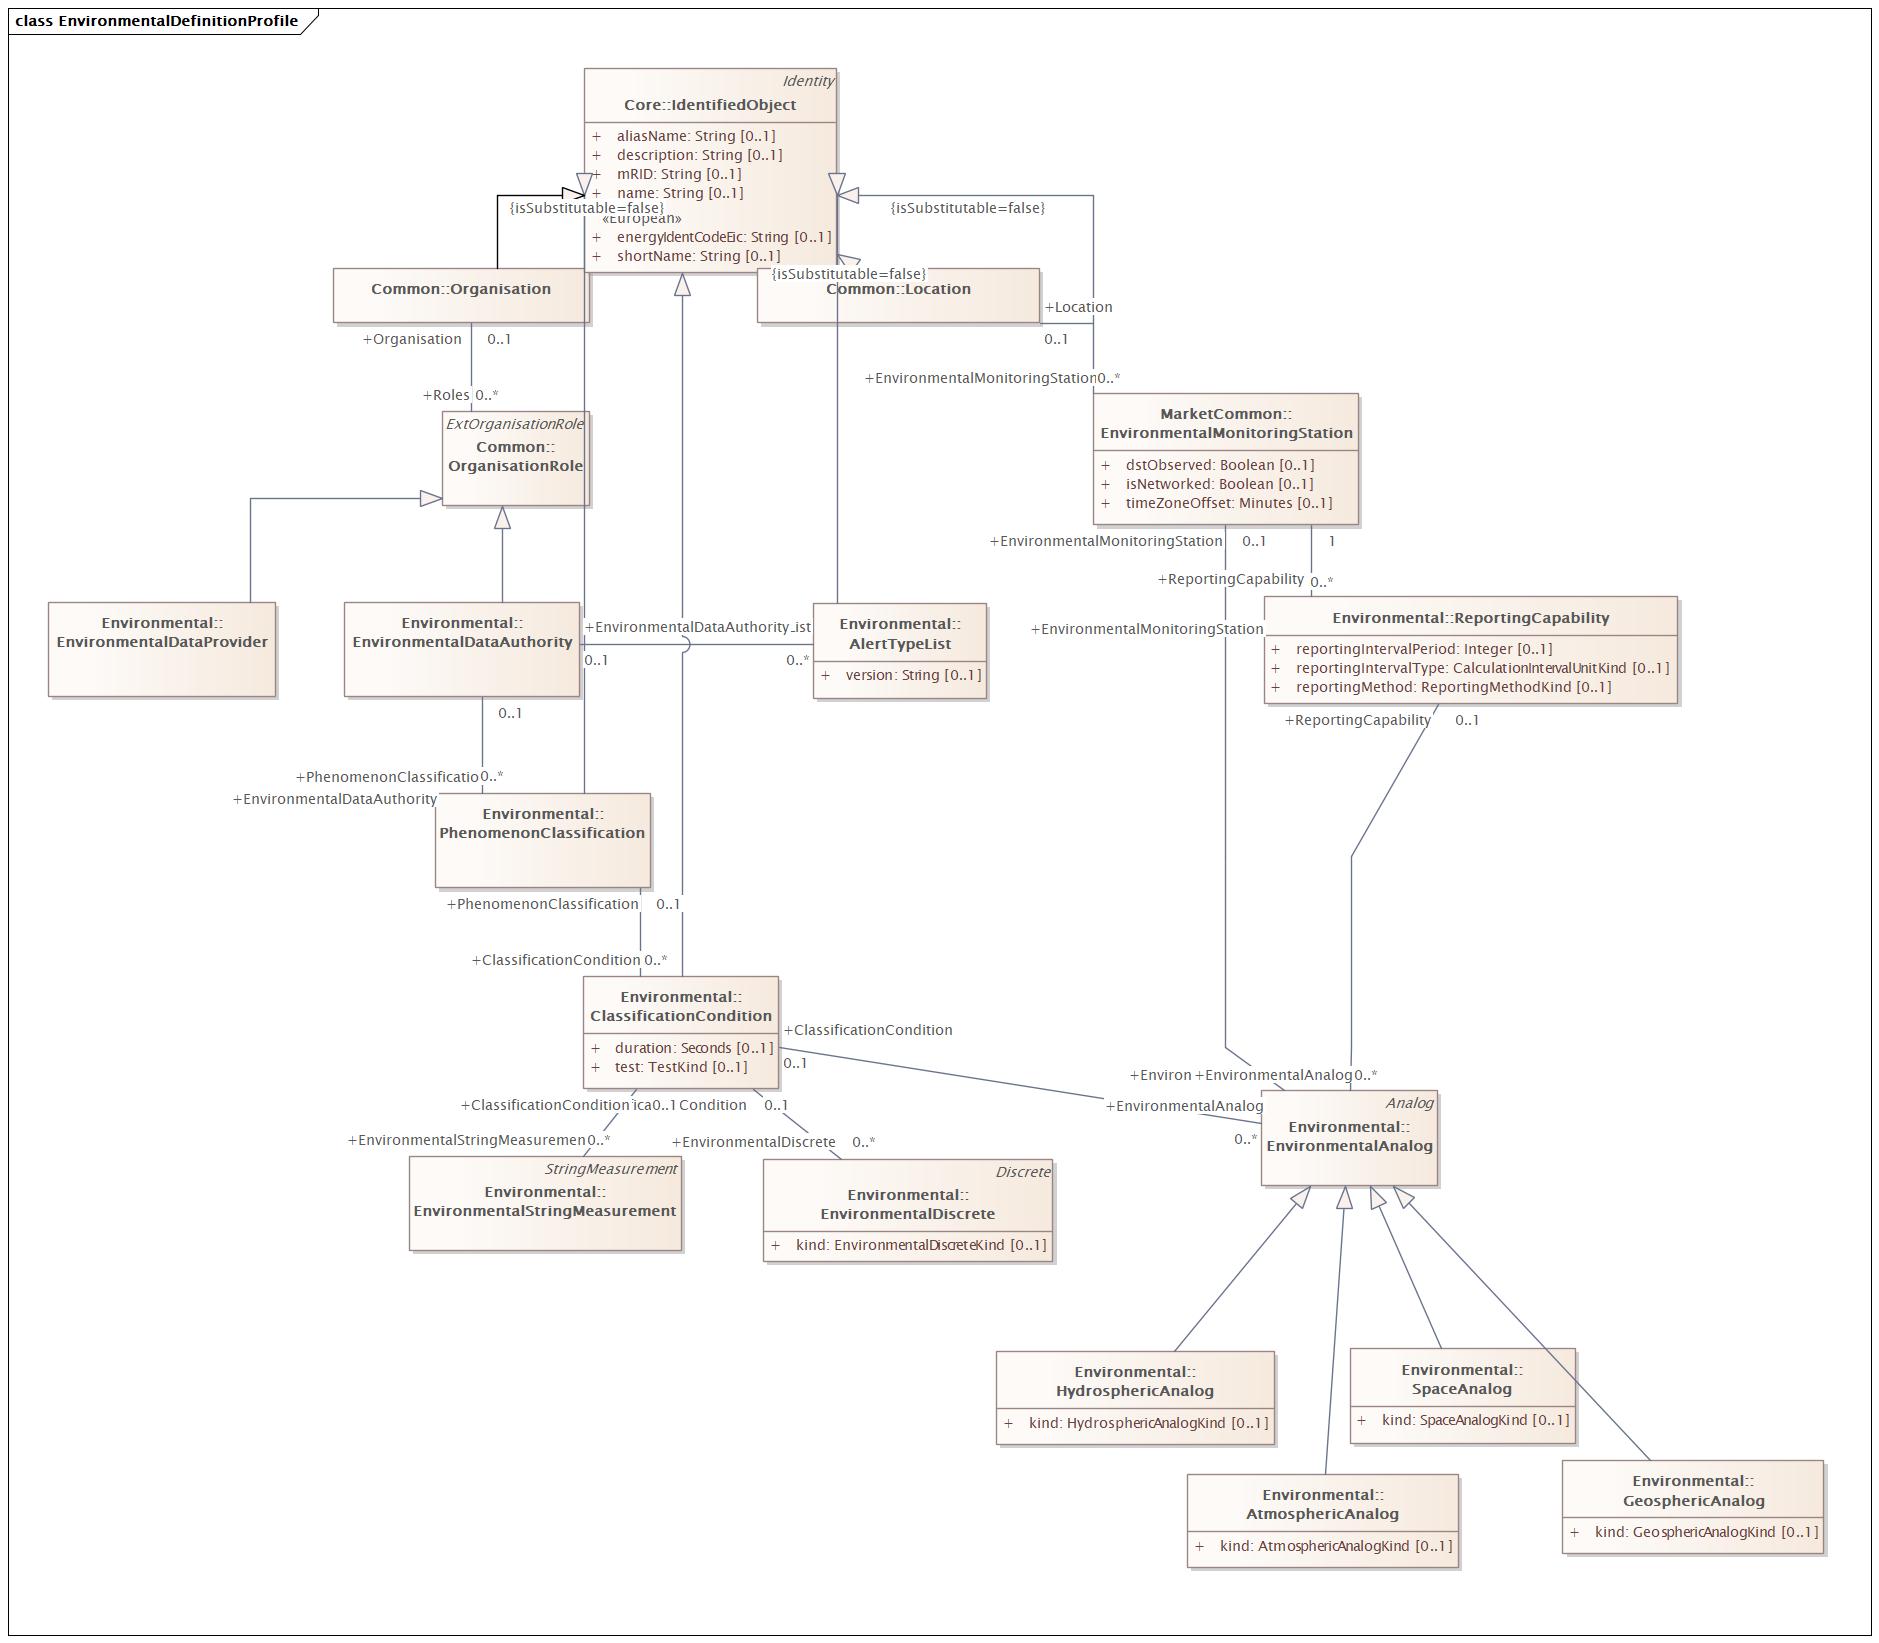 class EnvironmentalDefinitionProfile
Identity
Core::IdentifiedObject
+ aliasName: String [0..1]
+ description: String [0..1]
+ mRID: String [0..1]
+ name: String [0..1]
«European»
+ energyIdentCodeEic: String [0..1]
+ shortName: String [0..1]
{isSubstitutable=false}
{isSubstitutable=false}
{isSubstitutable=false}
Common::Organisation
Common::Location
+Location
0..1
+Organisation 0..1
+Roles 0..*
+EnvironmentalMonitoringStation 0..*
ExtOrganisationRole
Common::
OrganisationRole
MarketCommon::
EnvironmentalMonitoringStation
+ dstObserved: Boolean [0..1]
+ isNetworked: Boolean [0..1]
+ timeZoneOffset: Minutes [0..1]
+EnvironmentalMonitoringStation 0..1 1
+ReportingCapability 0..*
+EnvironmentalMonitoringStation
Environmental::
EnvironmentalDataProvider
Environmental::
EnvironmentalDataAuthority
+EnvironmentalDataAuthority
0..1 0..*
Environmental::
AlertTypeList
+ version: String [0..1]
Environmental::ReportingCapability
+ reportingIntervalPeriod: Integer [0..1]
+ reportingIntervalType: CalculationIntervalUnitKind [0..1]
+ reportingMethod: ReportingMethodKind [0..1]
+ReportingCapability 0..1
0..1
+PhenomenonClassificatio 0..*
+EnvironmentalDataAuthority
Environmental::
PhenomenonClassification
+PhenomenonClassification 0..1
+ClassificationCondition 0..*
Environmental::
ClassificationCondition
+ duration: Seconds [0..1]
+ test: TestKind [0..1]
+ClassificationCondition
0..1
+Environ +EnvironmentalAnalog 0..*
+EnvironmentalAnalog
0..*
+ClassificationCondition ica 0..1 Condition 0..1
+EnvironmentalStringMeasuremen 0..*
+EnvironmentalDiscrete 0..*
Analog
Environmental::
EnvironmentalAnalog
StringMeasurement
Environmental::
EnvironmentalStringMeasurement
Discrete
Environmental::
EnvironmentalDiscrete
+ kind: EnvironmentalDiscreteKind [0..1]
Environmental::
HydrosphericAnalog
+ kind: HydrosphericAnalogKind [0..1]
Environmental::
SpaceAnalog
+ kind: SpaceAnalogKind [0..1]
Environmental::
AtmosphericAnalog
+ kind: AtmosphericAnalogKind [0..1]
Environmental::
GeosphericAnalog
+ kind: GeosphericAnalogKind [0..1]